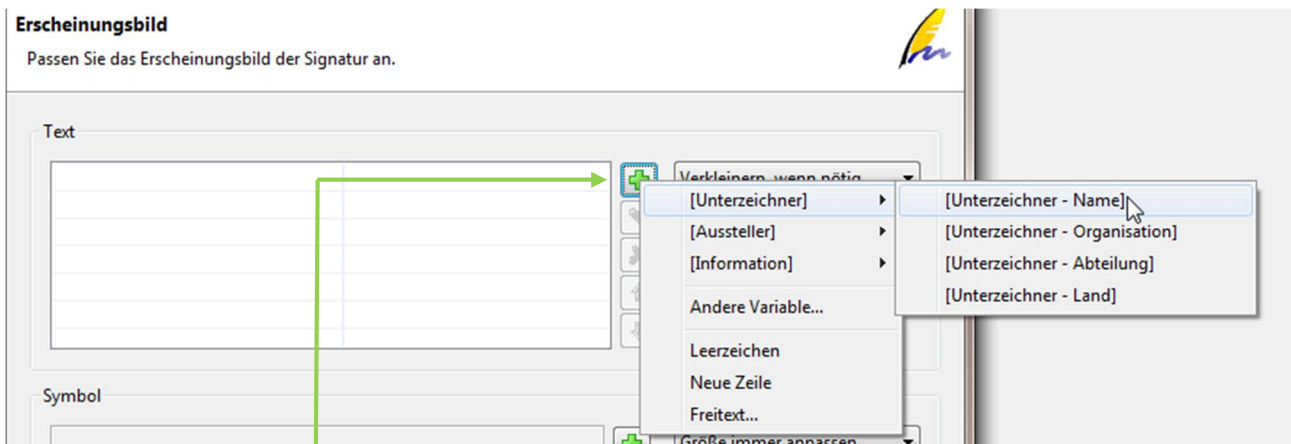 Erscheinungsbild
Passen Sie das Erscheinungsbild der Signatur an.
Text
Verkleinern, wenn nötig
[Unterzeichner]
[Unterzeichner - Name]
[Aussteller]
[Unterzeichner - Organisation]
[Information]
[Unterzeichner - Abteilung]
[Unterzeichner - Land]
Andere Variable...
Leerzeichen
Neue Zeile
Symbol
Freitext...
Größe immer anpassen